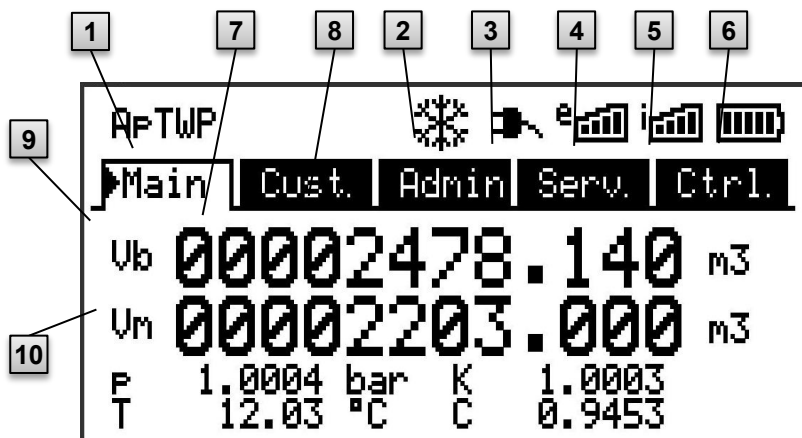 1 7 8 2 3 4 5 6
ApTWP e i
9
Main Cust. Admin Serv. Ctrl.
Vb 00002478.140 m3
Vm 00002203.000 m3
10
p 1.0004 bar K 1.0003
T 12.03 °C C 0.9453